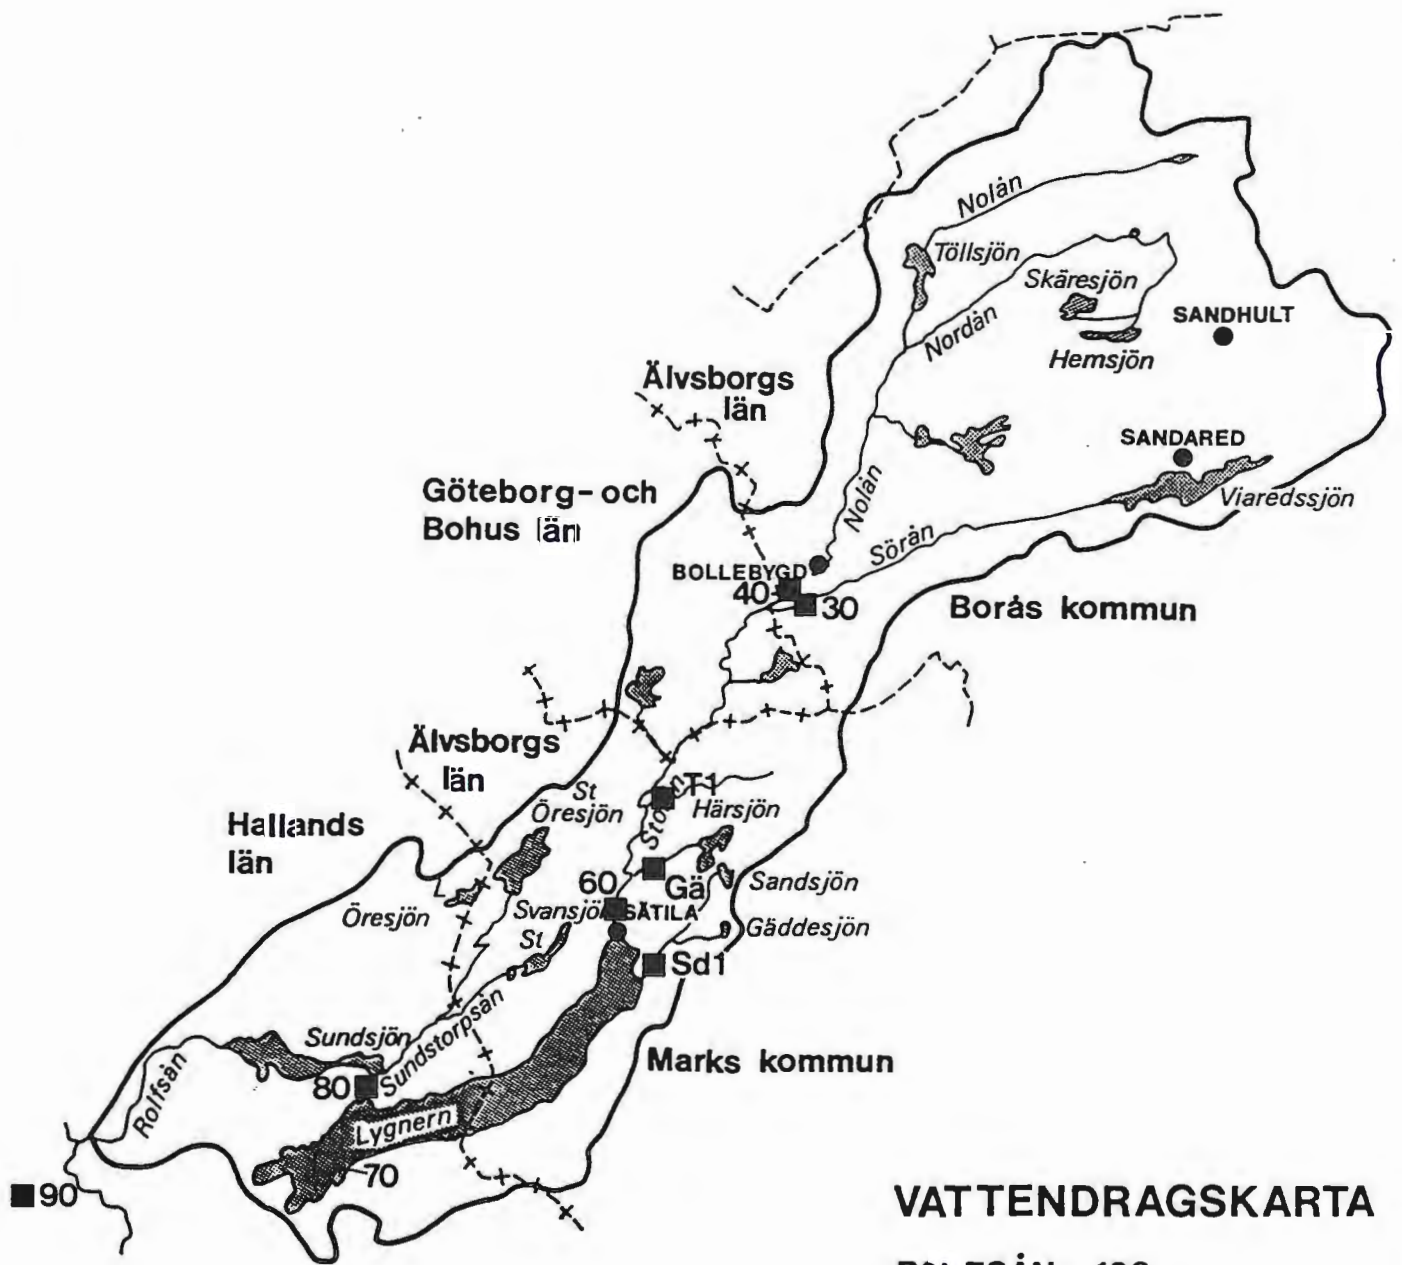 Nolån
Töllsjön
Skäresjön
SANDHULT
Nordån
Hemsjön
Älvsborgs
län
SANDARED
Göteborg- och
Bohus län
Nolån
Viaredssjön
Sörån
BOLLEBYGD
40
30
Borås kommun
Älvsborgs
län
T1
St
Öresjön
Härsjön
Hallands
län
60
Gä
Sandsjön
Öresjön
Svansjön
SÄTILA
St
Gäddesjön
Sd1
Sundsjön
Sundstorpsån
Marks kommun
Rolfsån
80
Lygnern
70
90
VATTENDRAGSKARTA